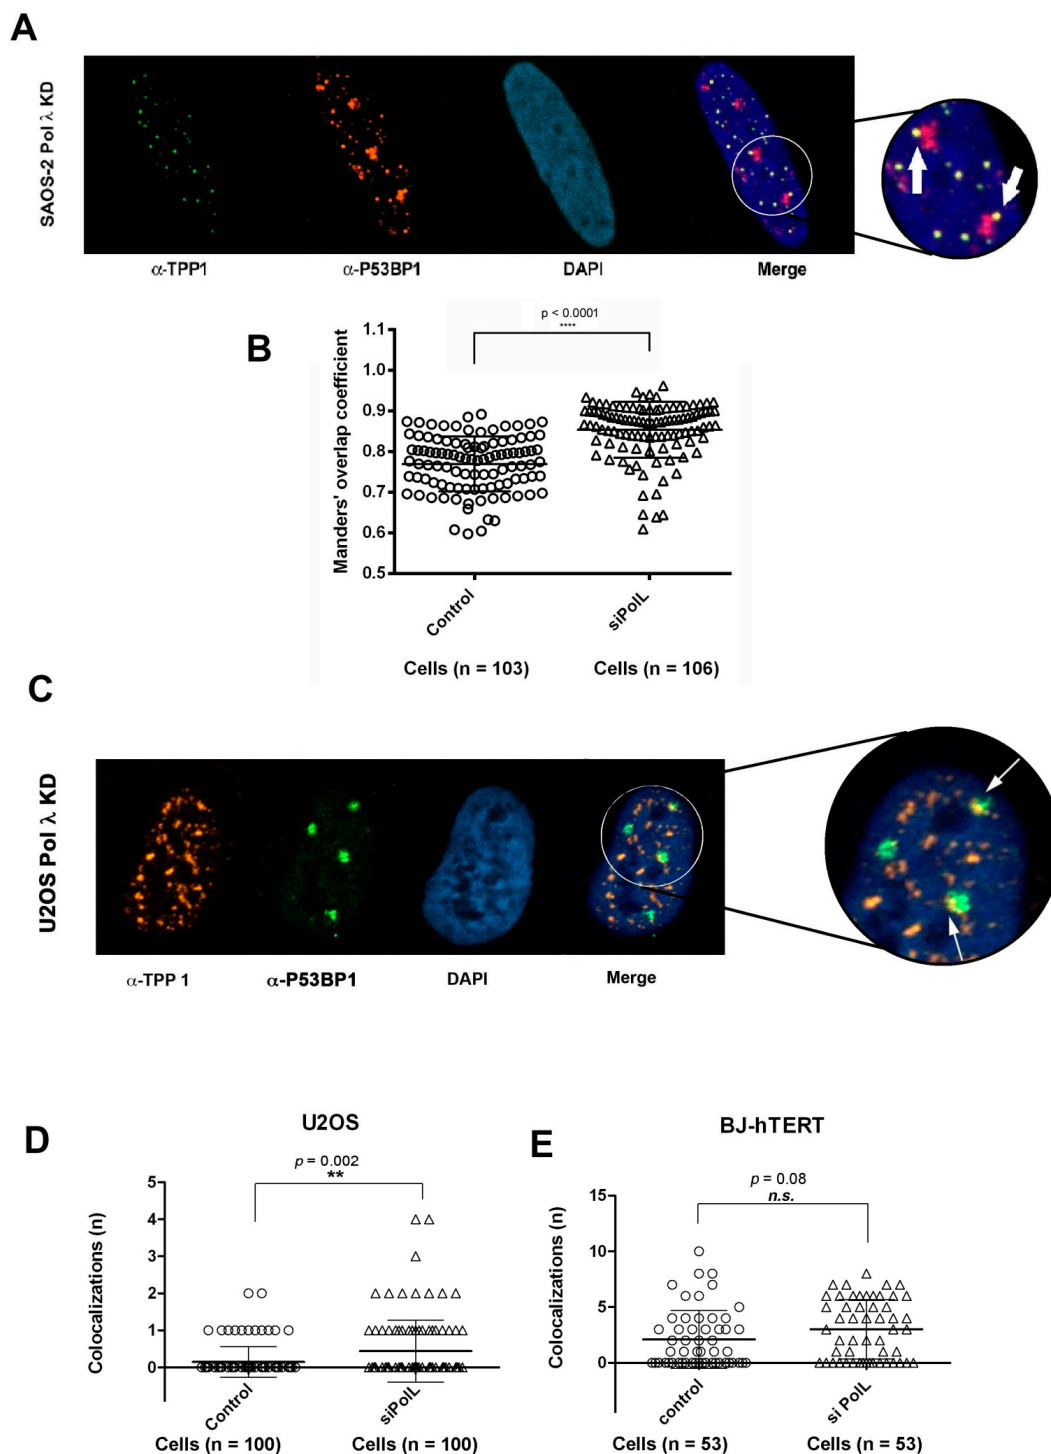 A
SAOS-2 Pol λ KD
α-TPP1 α-P53BP1 DAPI Merge
B
p < 0.0001
****
Manders' overlap coefficient
1.1
1.0
0.9
0.8
0.7
0.6
0.5
Control siPolL
Cells (n = 103) Cells (n = 106)
C
U2OS Pol λ KD
α-TPP 1 α-P53BP1 DAPI Merge
D
U2OS
p = 0.002
**
Colocalizations (n)
5
4
3
2
1
0
Control siPolL
Cells (n = 100) Cells (n = 100)
E
BJ-hTERT
p = 0.08
n.s.
Colocalizations (n)
15
10
5
0
control si PolL
Cells (n = 53) Cells (n = 53)